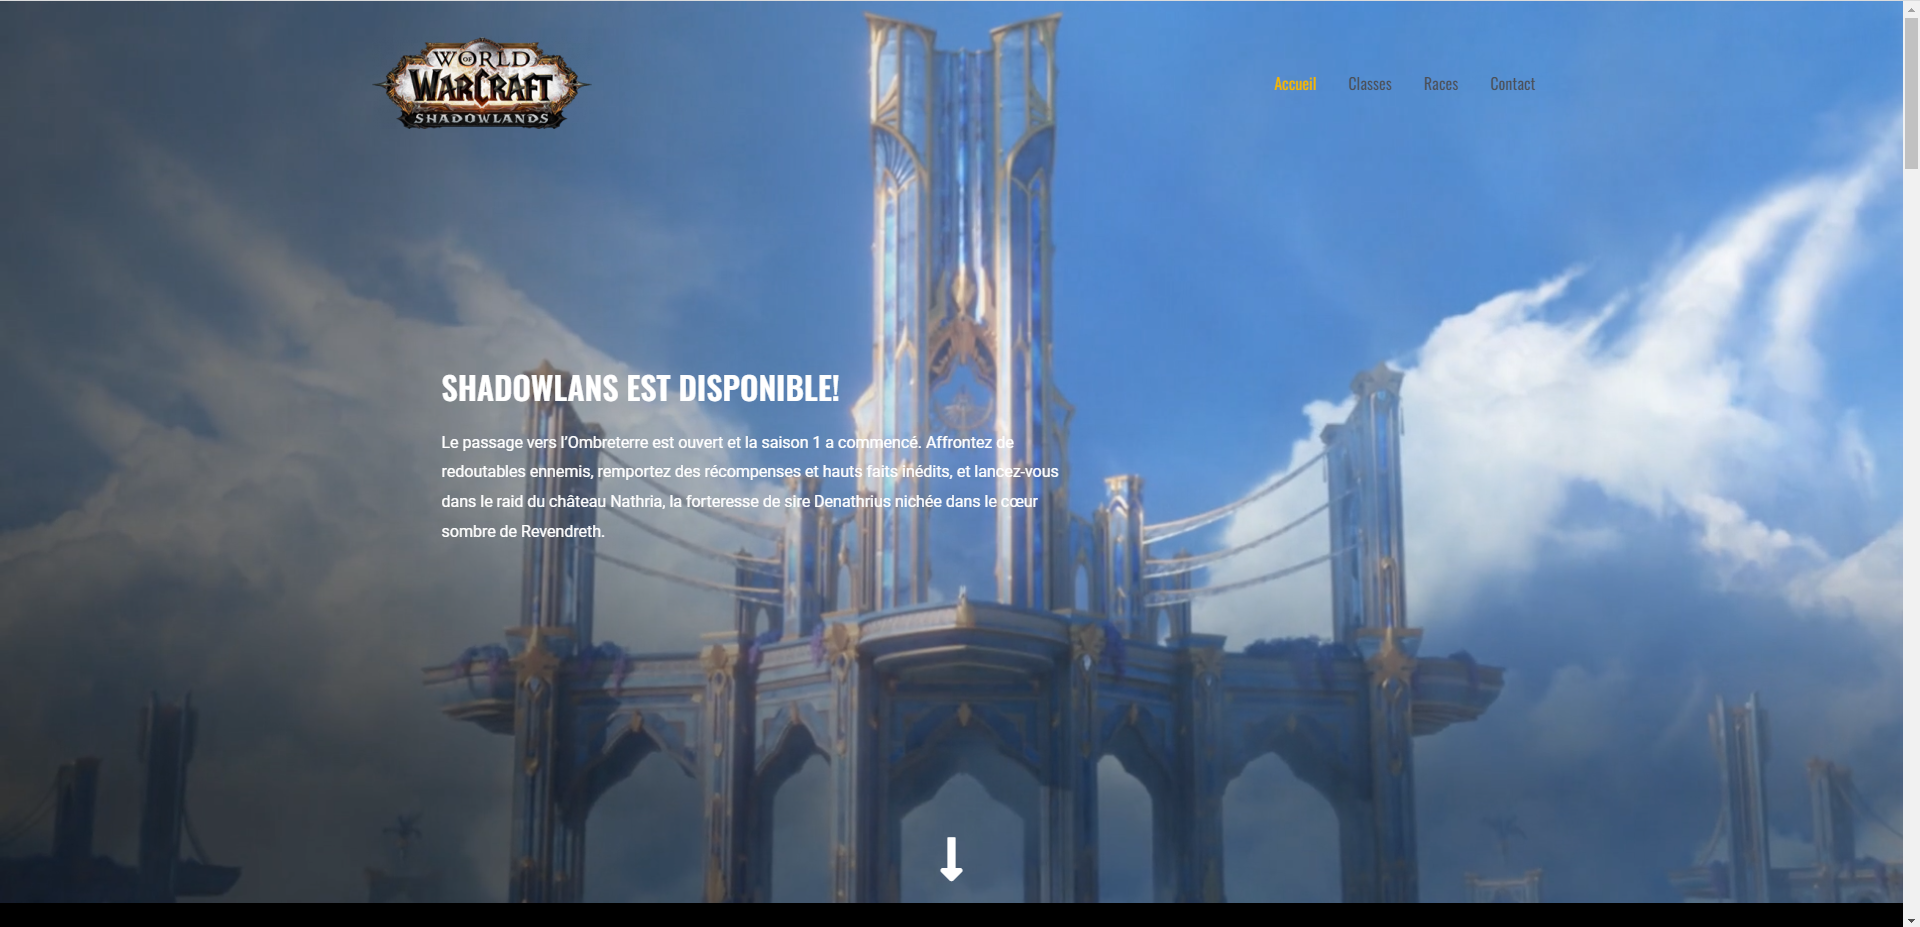 WORLD
OF
WARCRAFT
SHADOWLANDS
Accueil Classes Races Contact
SHADOWLANS EST DISPONIBLE!
Le passage vers l’Ombreterre est ouvert et la saison 1 a commencé. Affrontez de
redoutables ennemis, remportez des récompenses et hauts faits inédits, et lancez-vous
dans le raid du château Nathria, la forteresse de sire Denathrius nichée dans le cœur
sombre de Revendreth.